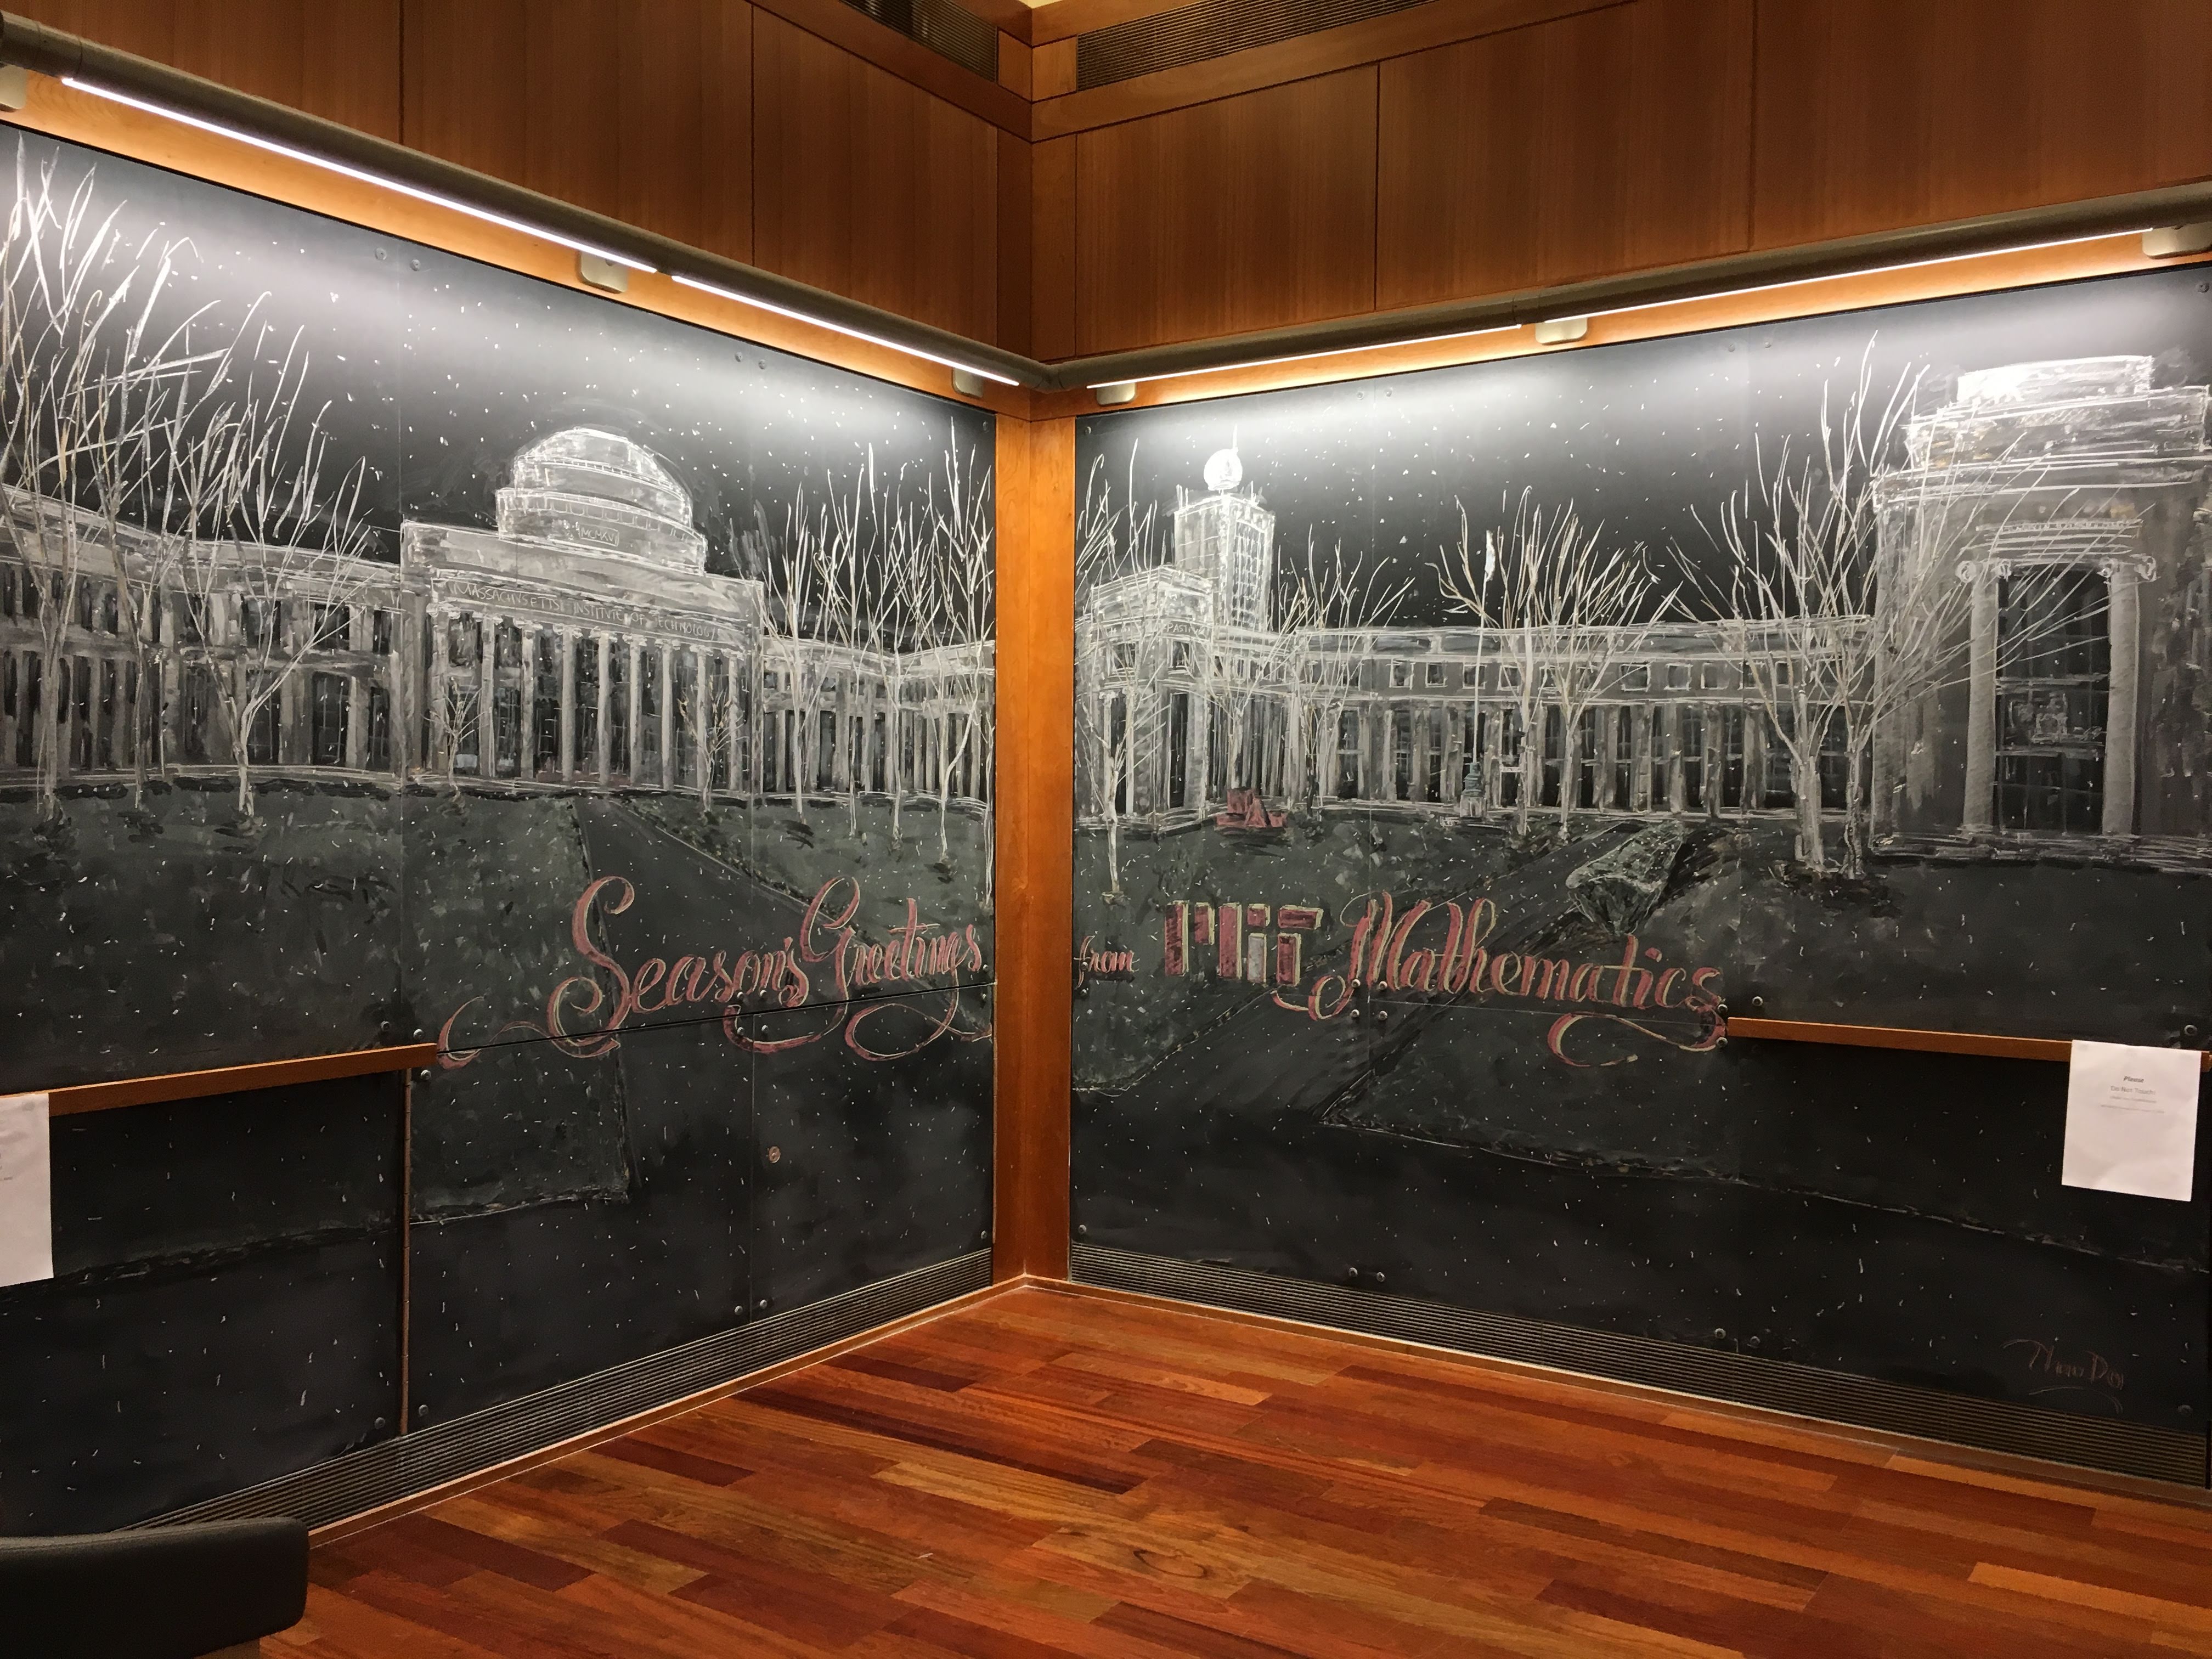 MCMXVI
MASSACHVSETTS INSTITVTE OF TECHNOLOGY
Season's Greetings from MIT Mathematics
Please
Do Not Touch